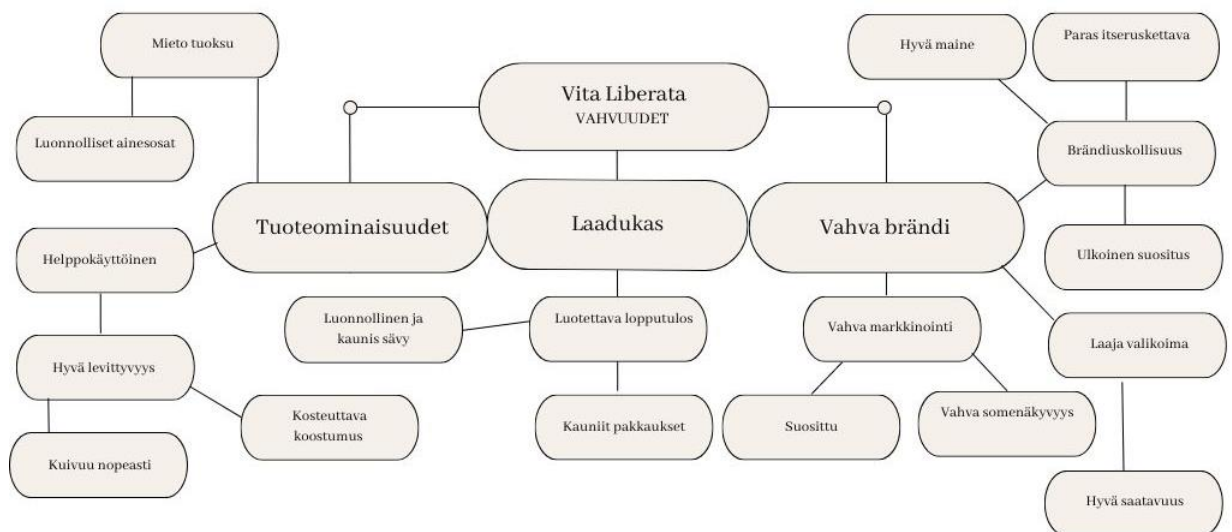 Mieto tuoksu
Hyvä maine
Paras itseruskettava
Vita Liberata
VAHVUUDET
Luonnolliset ainesosat
Brändiuskollisuus
Tuoteominaisuudet
Laadukas
Vahva brändi
Helppokäyttöinen
Ulkoinen suositus
Luonnollinen ja
kaunis sävy
Luotettava lopputulos
Vahva markkinointi
Laaja valikoima
Hyvä levittyvyys
Kosteuttava
koostumus
Kauniit pakkaukset
Suosittu
Vahva somenäkyvyys
Kuivuu nopeasti
Hyvä saatavuus